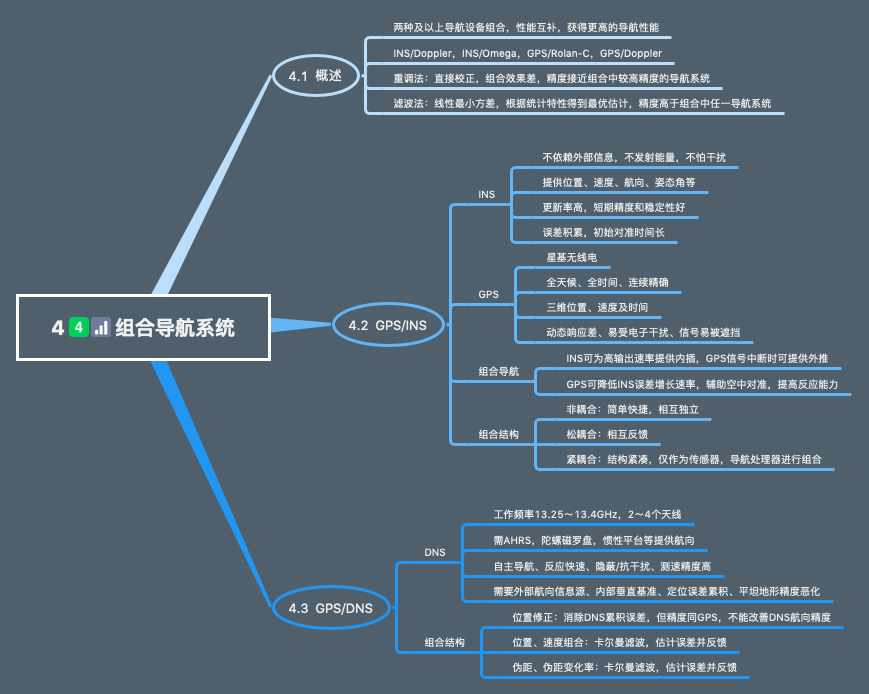 4 4 组合导航系统
4.1 概述
两种及以上导航设备组合，性能互补，获得更高的导航性能
INS/Doppler，INS/Omega，GPS/Rolan-C，GPS/Doppler
重调法：直接校正，组合效果差，精度接近组合中较高精度的导航系统
滤波法：线性最小方差，根据统计特性得到最优估计，精度高于组合中任一导航系统
4.2 GPS/INS
INS
不依赖外部信息，不发射能量，不怕干扰
提供位置、速度、航向、姿态角等
更新率高，短期精度和稳定性好
误差积累，初始对准时间长
GPS
星基无线电
全天候、全时间、连续精确
三维位置、速度及时间
动态响应差、易受电子干扰、信号易被遮挡
组合导航
INS可为高输出速率提供内插，GPS信号中断时可提供外推
GPS可降低INS误差增长速率，辅助空中对准，提高反应能力
组合结构
非耦合：简单快捷，相互独立
松耦合：相互反馈
紧耦合：结构紧凑，仅作为传感器，导航处理器进行组合
4.3 GPS/DNS
DNS
工作频率13.25～13.4GHz，2～4个天线
需AHRS，陀螺磁罗盘，惯性平台等提供航向
自主导航、反应快速、隐蔽/抗干扰、测速精度高
需要外部航向信息源、内部垂直基准、定位误差累积、平坦地形精度恶化
组合结构
位置修正：消除DNS累积误差，但精度同GPS，不能改善DNS航向精度
位置、速度组合：卡尔曼滤波，估计误差并反馈
伪距、伪距变化率：卡尔曼滤波，估计误差并反馈